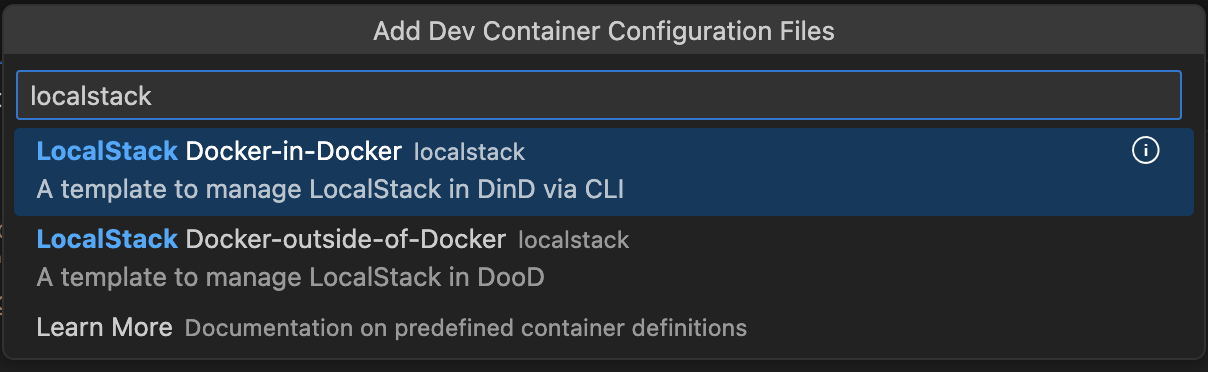 Add Dev Container Configuration Files
localstack
LocalStack Docker-in-Docker localstack
A template to manage LocalStack in DinD via CLI
LocalStack Docker-outside-of-Docker localstack
A template to manage LocalStack in DooD
Learn More Documentation on predefined container definitions